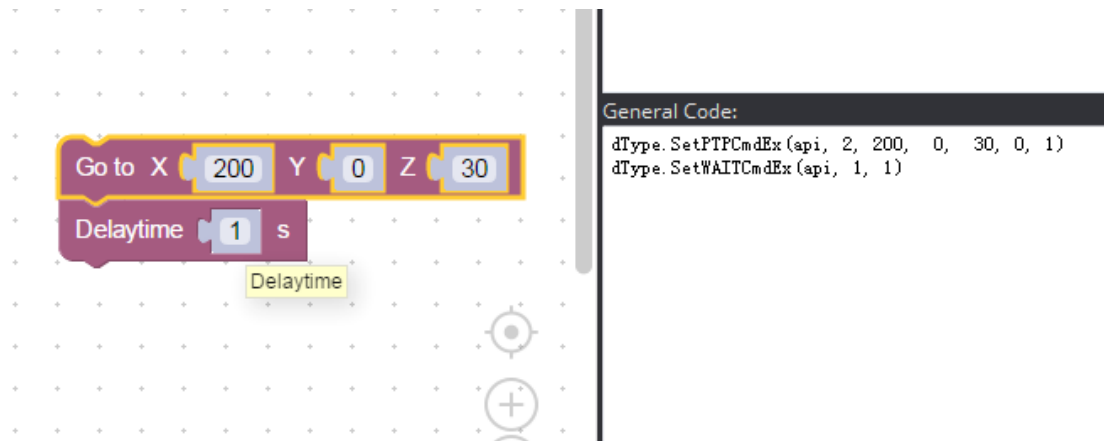 Go to X 200 Y 0 Z 30
Delaytime 1 s
Delaytime
General Code:
dType.SetPTPCmdEx(api, 2, 200, 0, 30, 0, 1)
dType.SetWAITCmdEx(api, 1, 1)